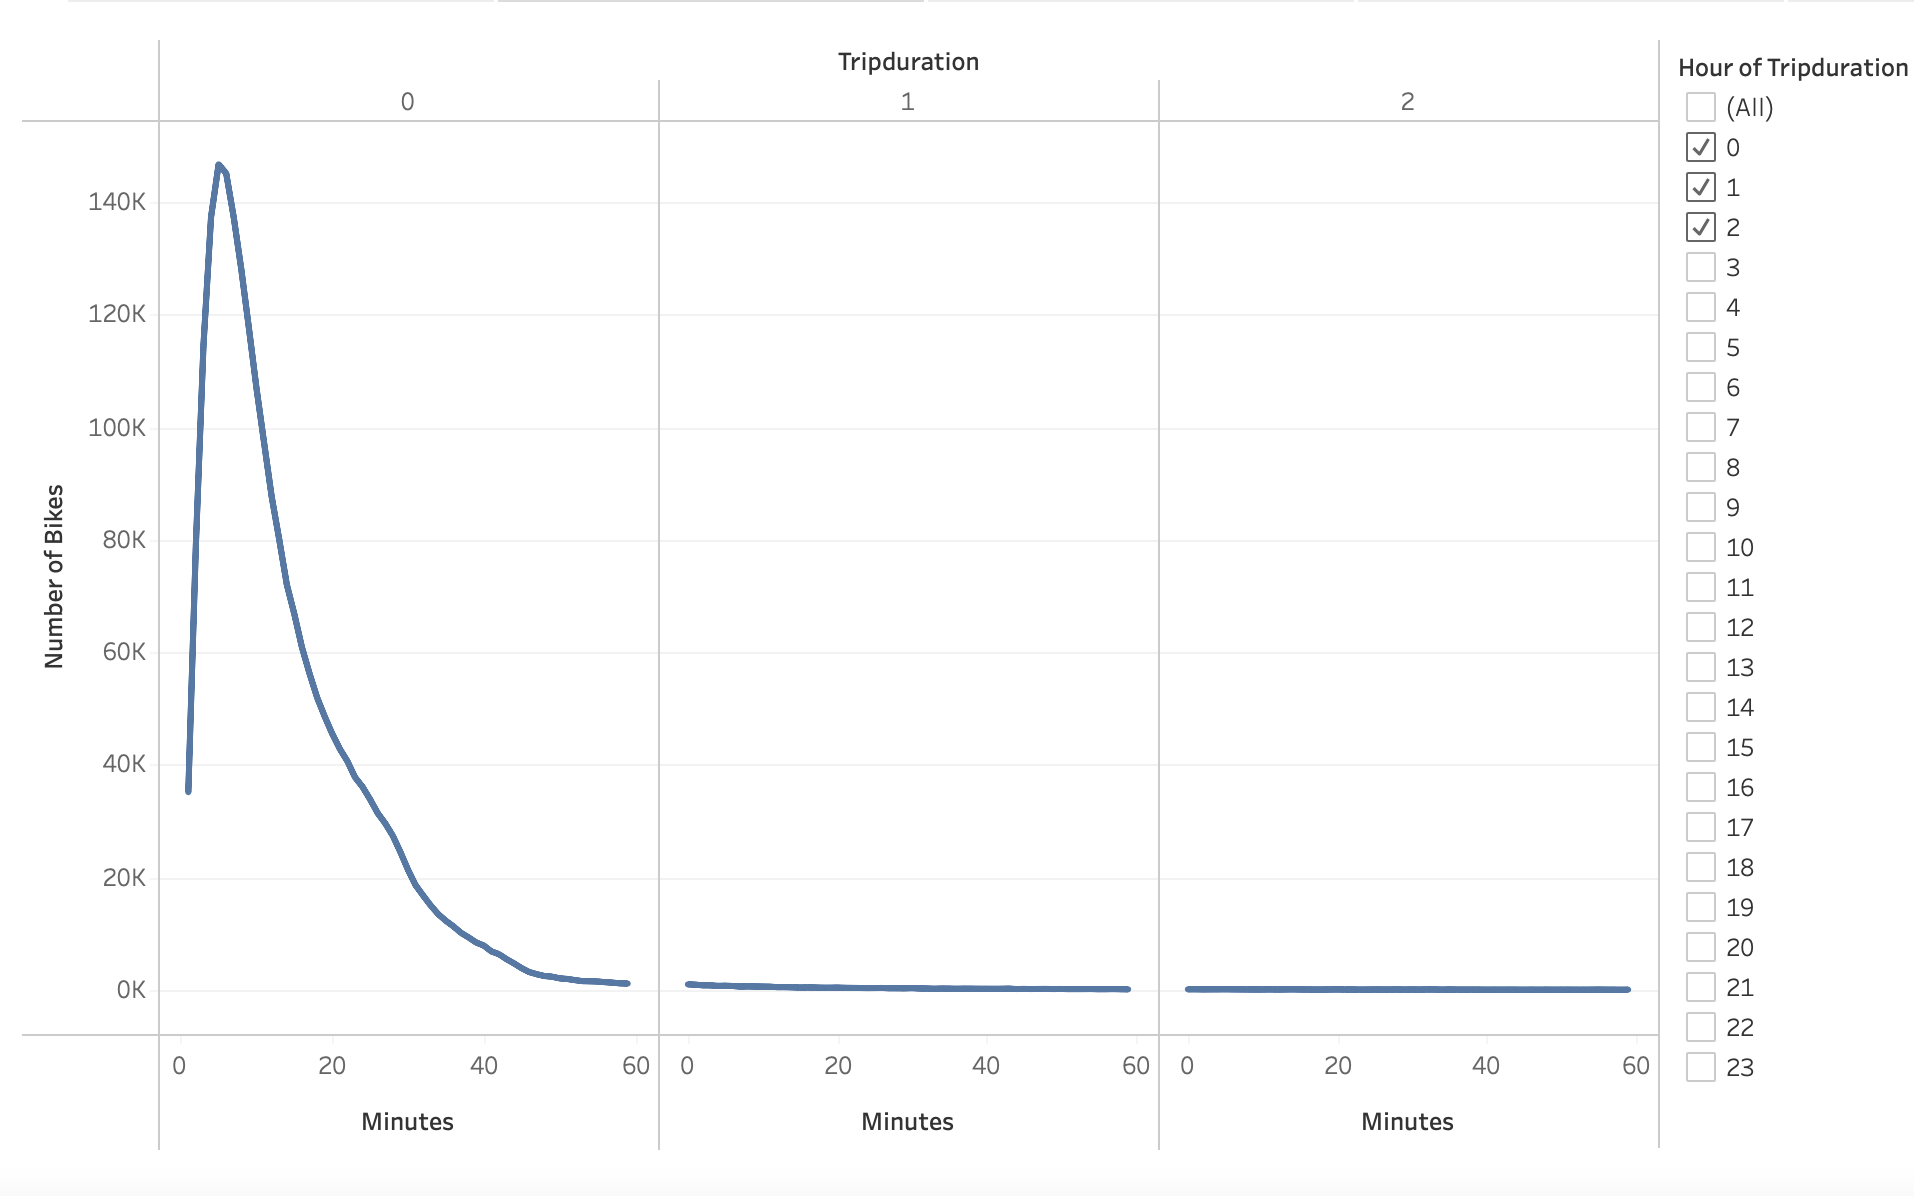 Tripduration
0
1
2
140K
120K
100K
80K
60K
40K
20K
0K
Number of Bikes
0 20 40 60 0 20 40 60 0 20 40 60
Minutes Minutes Minutes
Hour of Tripduration
(All)
0
1
2
3
4
5
6
7
8
9
10
11
12
13
14
15
16
17
18
19
20
21
22
23